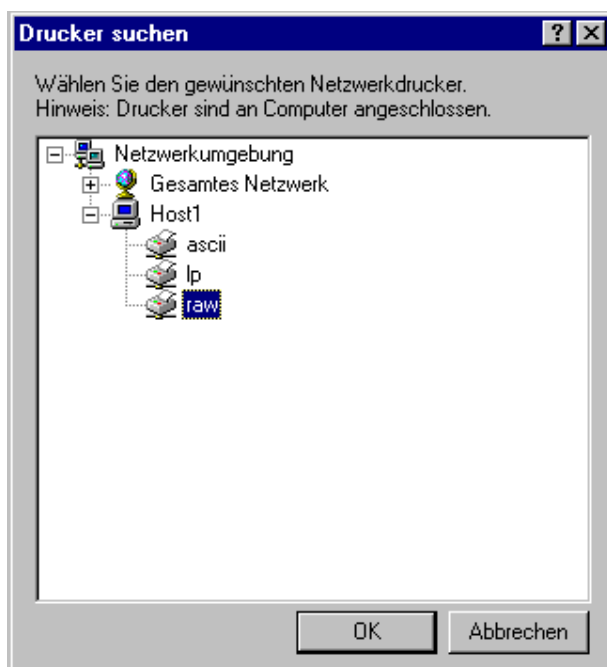 Drucker suchen
Wählen Sie den gewünschten Netzwerkdrucker.
Hinweis: Drucker sind an Computer angeschlossen.
Netzwerkumgebung
Gesamtes Netzwerk
Host1
ascii
lp
raw
OK
Abbrechen